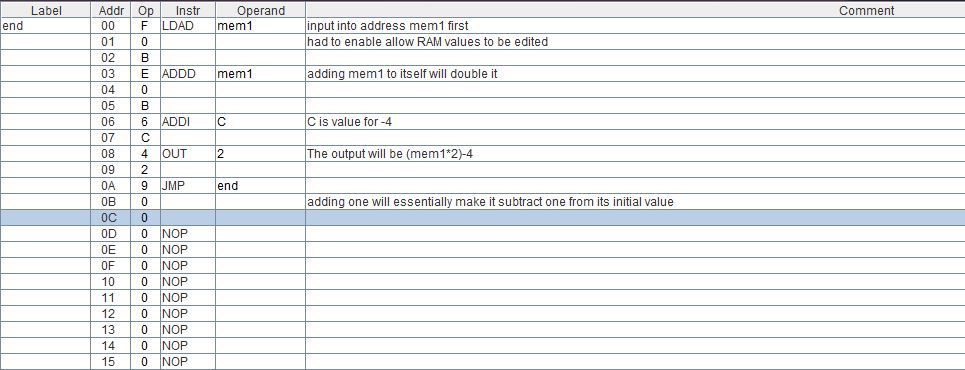 Label Addr Op Instr Operand Comment
end 00 F LDAD mem1 input into address mem1 first
01 0 had to enable allow RAM values to be edited
02 B
03 E ADDD mem1 adding mem1 to itself will double it
04 0
05 B
06 6 ADDI C C is value for -4
07 C
08 4 OUT 2 The output will be (mem1*2)-4
09 2
0A 9 JMP end
0B 0 adding one will essentially make it subtract one from its initial value
0C 0
0D 0 NOP
0E 0 NOP
0F 0 NOP
10 0 NOP
11 0 NOP
12 0 NOP
13 0 NOP
14 0 NOP
15 0 NOP